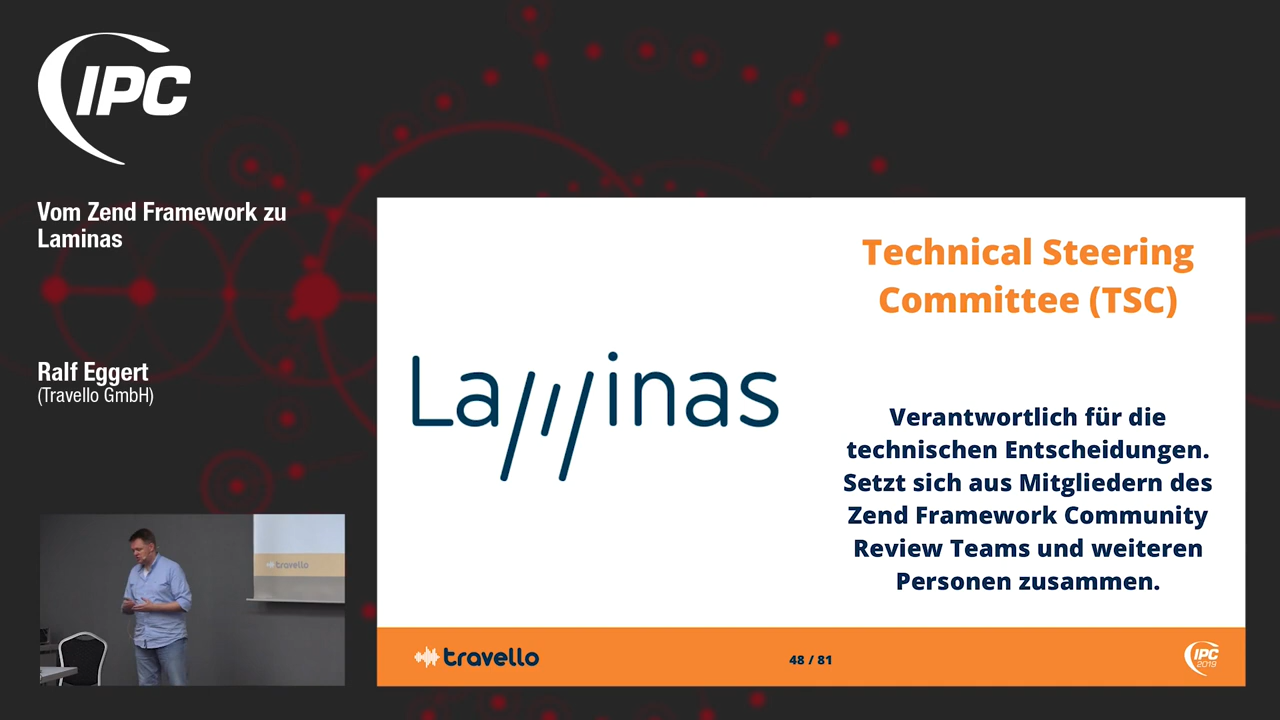 IPC
Vom Zend Framework zu
Laminas
Ralf Eggert
(Travello GmbH)
travello
Technical Steering
Committee (TSC)
Laminas
Verantwortlich für die
technischen Entscheidungen.
Setzt sich aus Mitgliedern des
Zend Framework Community
Review Teams und weiteren
Personen zusammen.
travello
48 / 81
IPC
2019